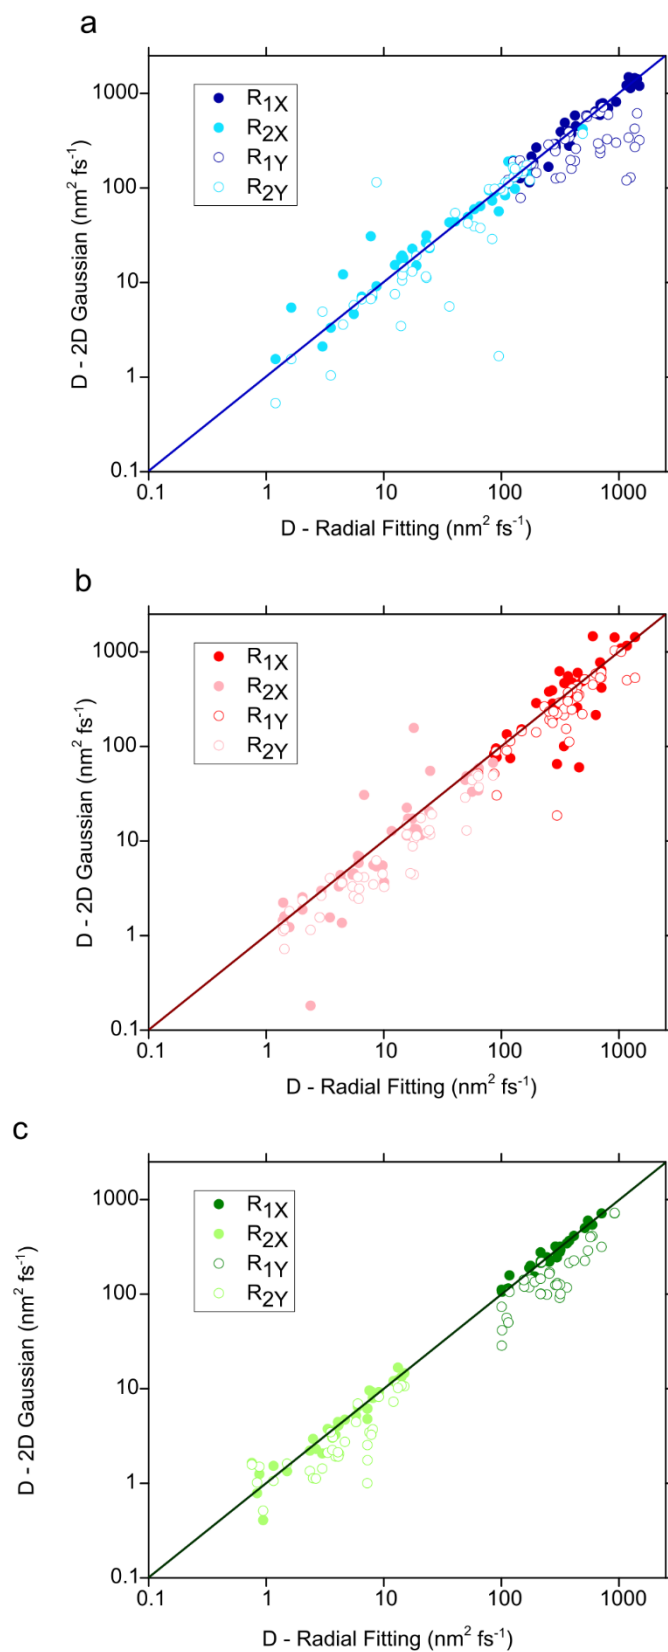 a
1000
100
10
1
0.1
D - 2D Gaussian (nm² fs⁻¹)
R1X
R2X
R1Y
R2Y
0.1 1 10 100 1000
D - Radial Fitting (nm² fs⁻¹)
b
1000
100
10
1
0.1
D - 2D Gaussian (nm² fs⁻¹)
R1X
R2X
R1Y
R2Y
0.1 1 10 100 1000
D - Radial Fitting (nm² fs⁻¹)
c
1000
100
10
1
0.1
D - 2D Gaussian (nm² fs⁻¹)
R1X
R2X
R1Y
R2Y
0.1 1 10 100 1000
D - Radial Fitting (nm² fs⁻¹)